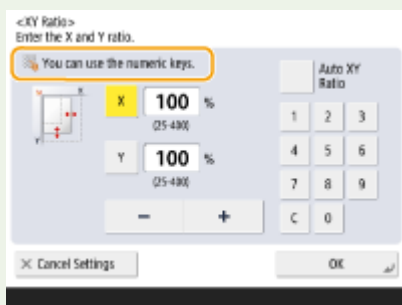 <XY Ratio>
Enter the X and Y ratio.
You can use the numeric keys.
Auto XY
Ratio
X
Y
X 100 %
(25-400)
Y 100 %
(25-400)
- +
1 2 3
4 5 6
7 8 9
C 0
× Cancel Settings
OK